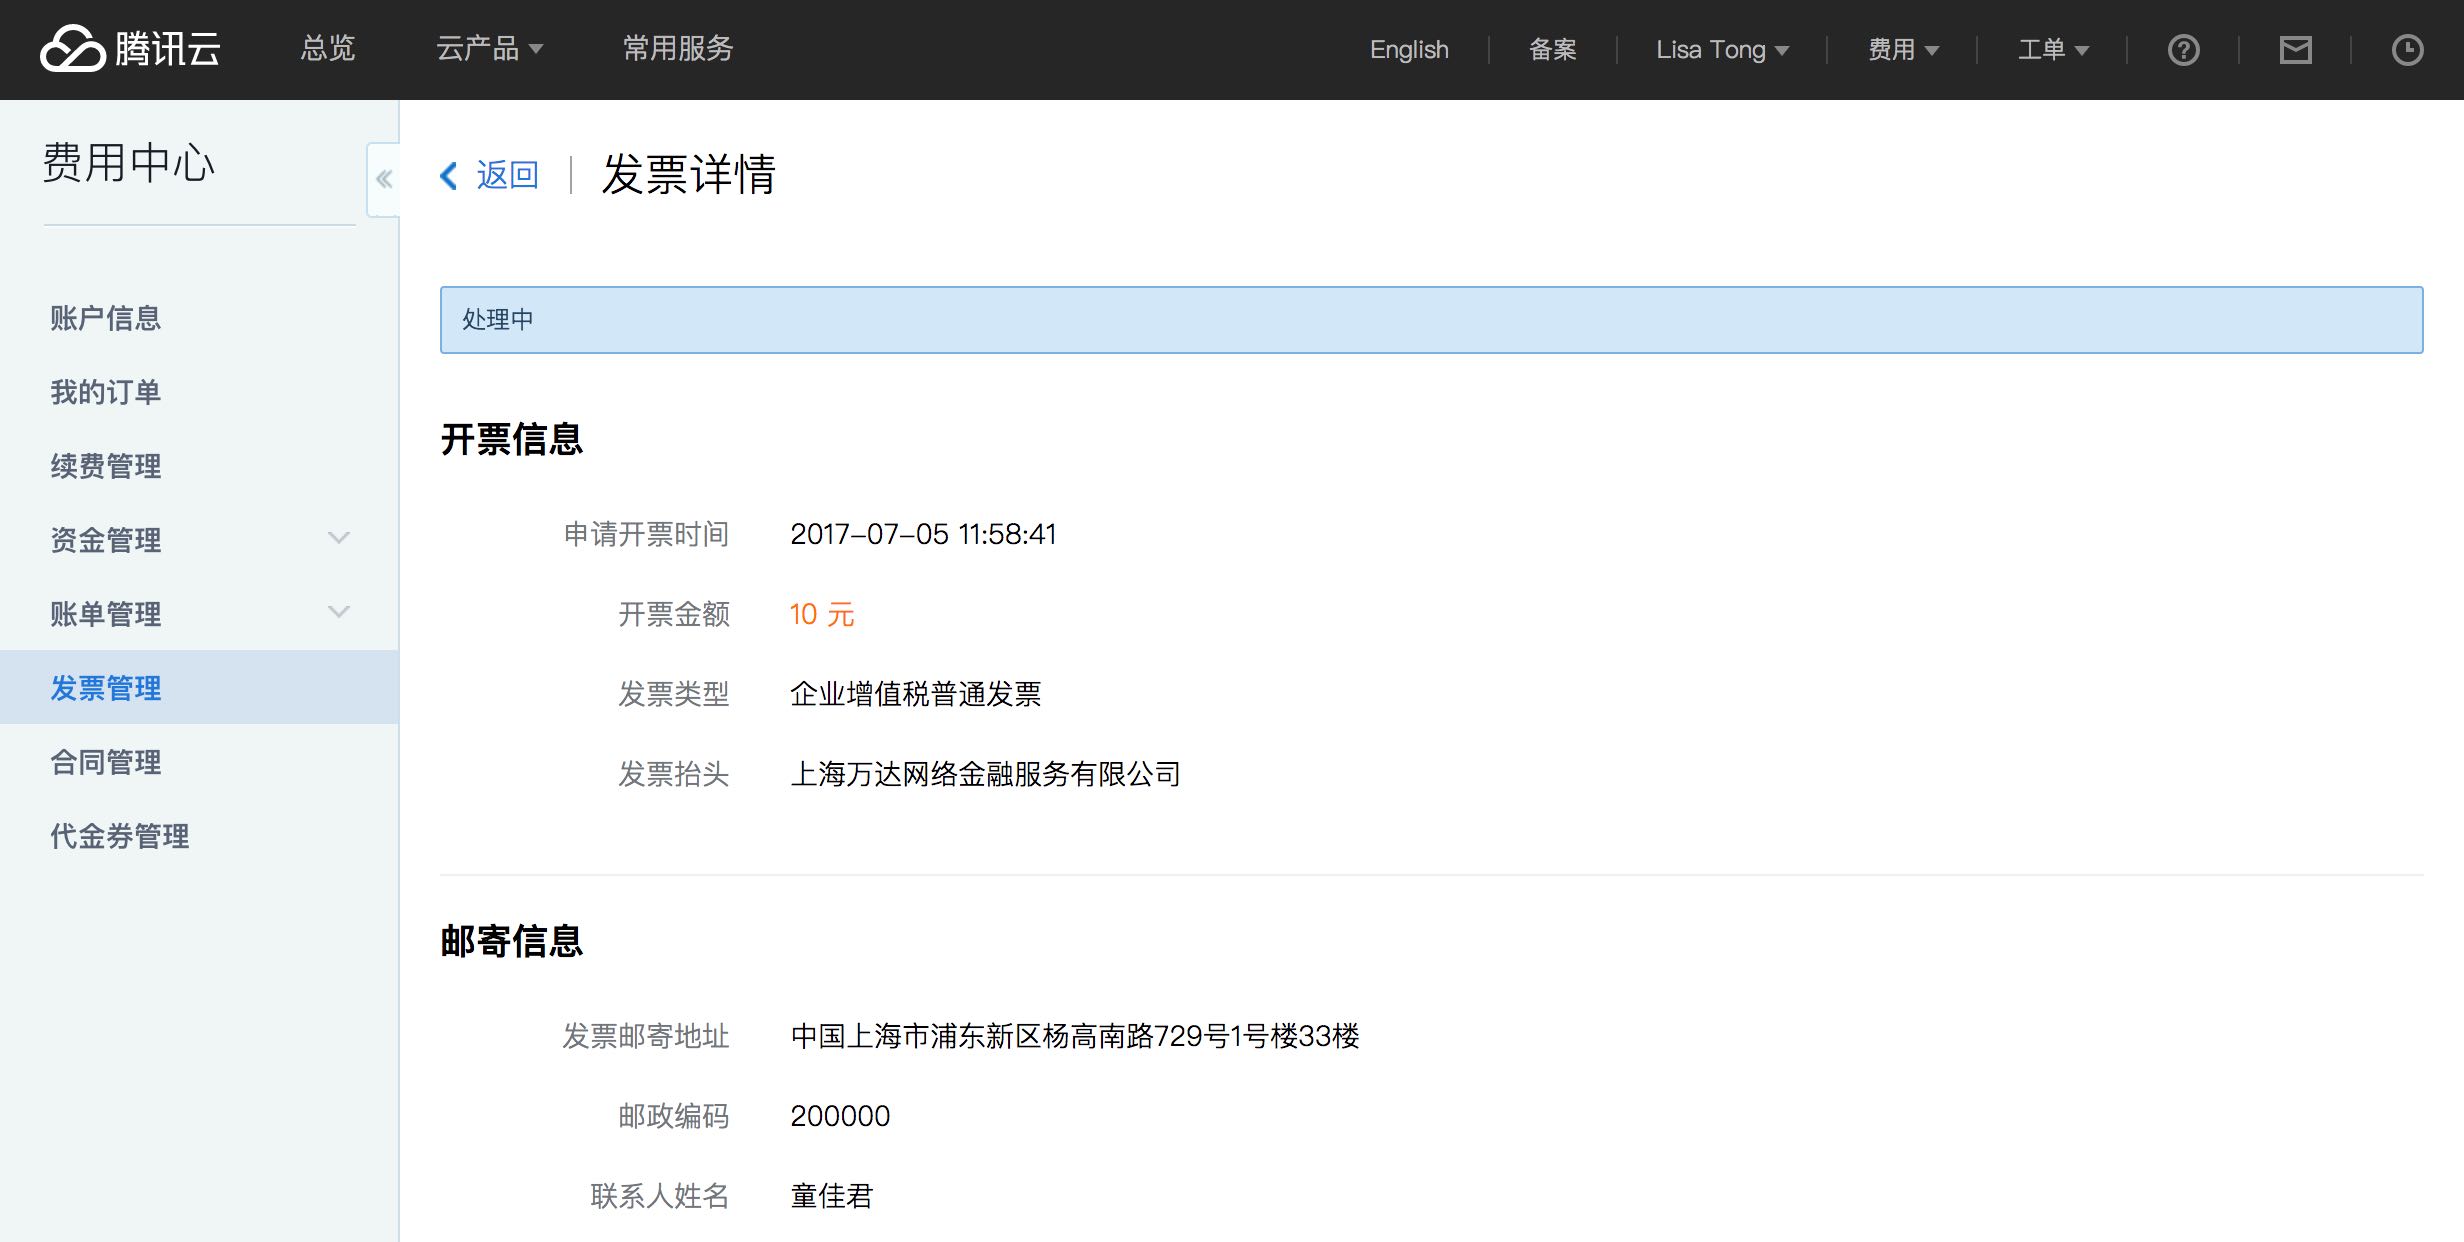 腾讯云 总览 云产品 常用服务 English 备案 Lisa Tong 费用 工单
费用中心
账户信息
我的订单
续费管理
资金管理
账单管理
发票管理
合同管理
代金券管理
返回 发票详情
处理中
开票信息
申请开票时间 2017-07-05 11:58:41
开票金额 10 元
发票类型 企业增值税普通发票
发票抬头 上海万达网络金融服务有限公司
邮寄信息
发票邮寄地址 中国上海市浦东新区杨高南路729号1号楼33楼
邮政编码 200000
联系人姓名 童佳君